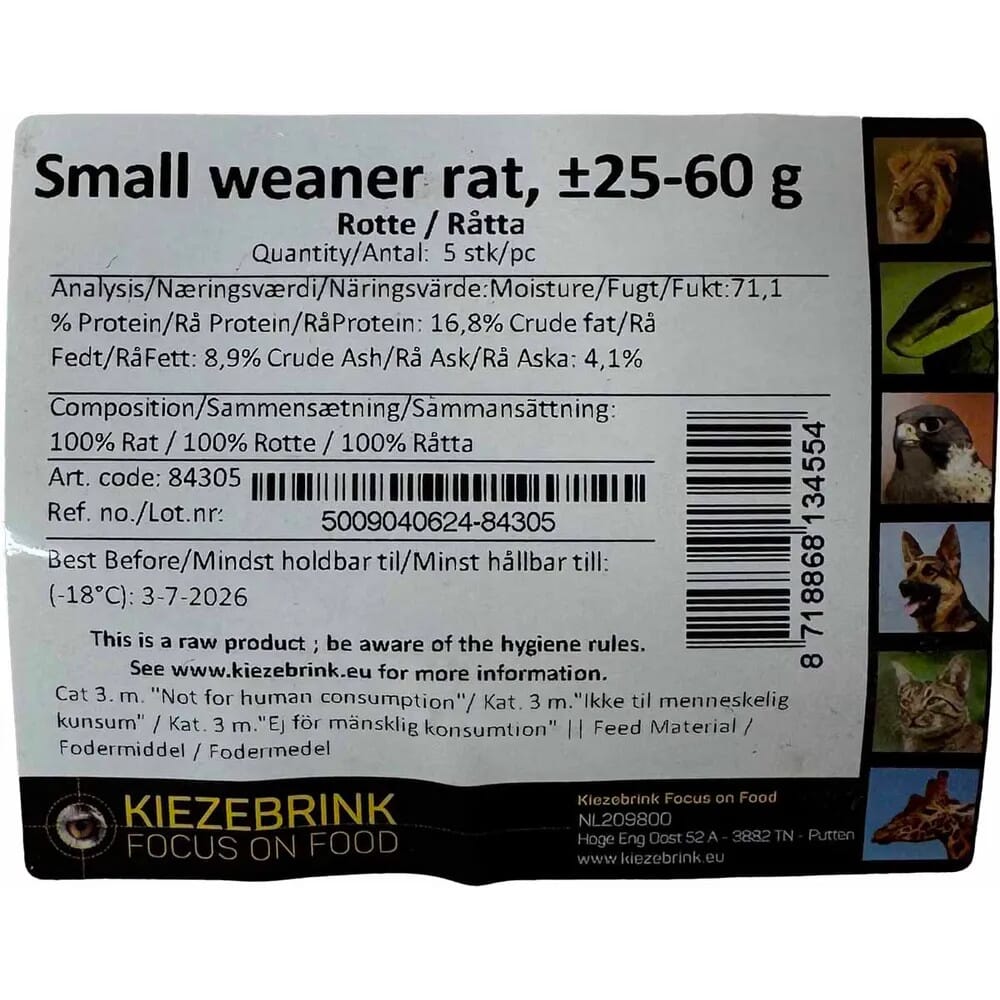 Small weaner rat, ±25-60 g
Rotte / Råtta
Quantity/Antal: 5 stk/pc
Analysis/Næringsværdi/Näringsvärde:Moisture/Fugt/Fukt:71,1
% Protein/Rå Protein/RåProtein: 16,8% Crude fat/Rå
Fedt/RåFett: 8,9% Crude Ash/Rå Ask/Rå Aska: 4,1%
Composition/Sammensætning/Sammansättning:
100% Rat / 100% Rotte / 100% Råtta
Art. code: 84305
Ref. no./Lot.nr:
5009040624-84305
8718868134554
Best Before/Mindst holdbar til/Minst hållbar till:
(-18°C): 3-7-2026
This is a raw product ; be aware of the hygiene rules.
See www.kiezebrink.eu for more information.
Cat 3. m. "Not for human consumption"/ Kat. 3 m."Ikke til menneskelig
kunsum" / Kat. 3 m."Ej för mänsklig konsumtion" || Feed Material /
Fodermiddel / Fodermedel
KIEZEBRINK
FOCUS ON FOOD
Kiezebrink Focus on Food
NL209800
Hoge Eng Oost 52 A - 3882 TN - Putten
www.kiezebrink.eu